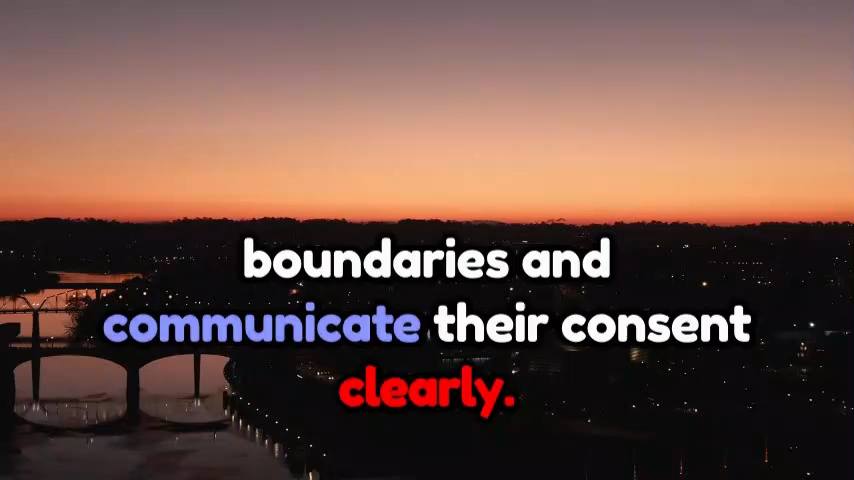 boundaries and
communicate their consent
clearly.